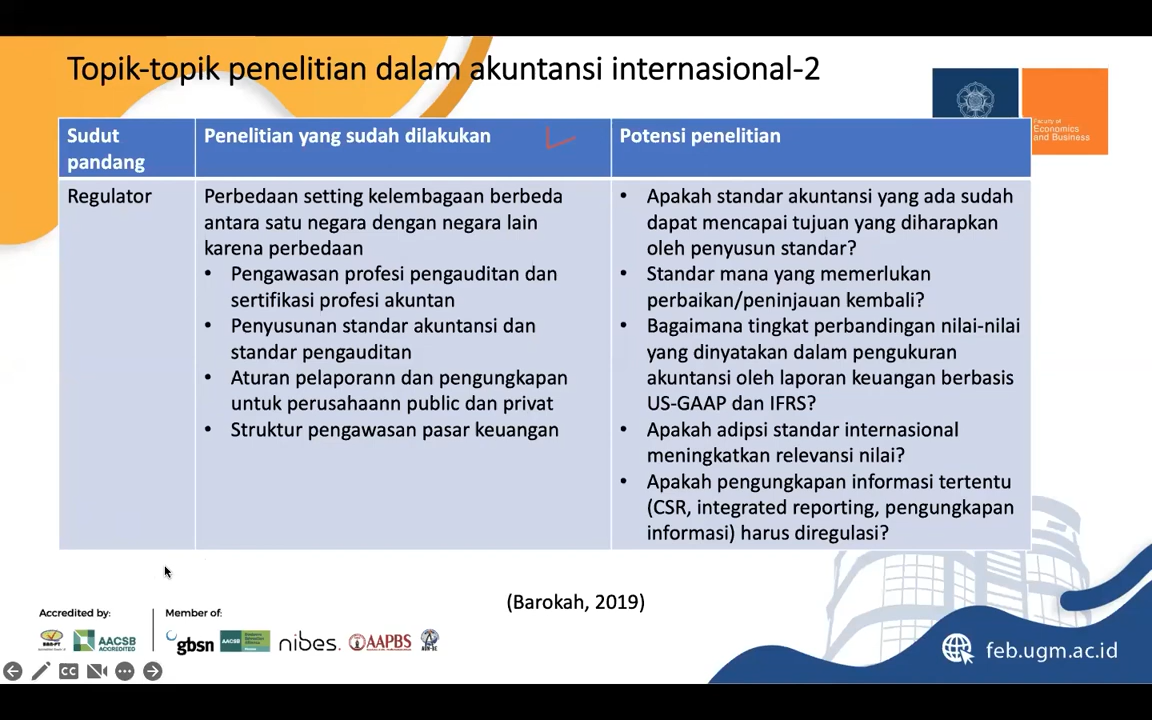 Topik-topik penelitian dalam akuntansi internasional-2
Faculty of
Economics
and Business
Sudut
pandang
Penelitian yang sudah dilakukan
Potensi penelitian
Regulator
Perbedaan setting kelembagaan berbeda
antara satu negara dengan negara lain
karena perbedaan
• Pengawasan profesi pengauditan dan
sertifikasi profesi akuntan
• Penyusunan standar akuntansi dan
standar pengauditan
• Aturan pelaporann dan pengungkapan
untuk perusahaann public dan privat
• Struktur pengawasan pasar keuangan
• Apakah standar akuntansi yang ada sudah
dapat mencapai tujuan yang diharapkan
oleh penyusun standar?
• Standar mana yang memerlukan
perbaikan/peninjauan kembali?
• Bagaimana tingkat perbandingan nilai-nilai
yang dinyatakan dalam pengukuran
akuntansi oleh laporan keuangan berbasis
US-GAAP dan IFRS?
• Apakah adipsi standar internasional
meningkatkan relevansi nilai?
• Apakah pengungkapan informasi tertentu
(CSR, integrated reporting, pengungkapan
informasi) harus diregulasi?
(Barokah, 2019)
Accredited by:
Member of:
AACSB
ACCREDITED
gbsn
AACSB
nibes.
AAPBS
feb.ugm.ac.id
CC